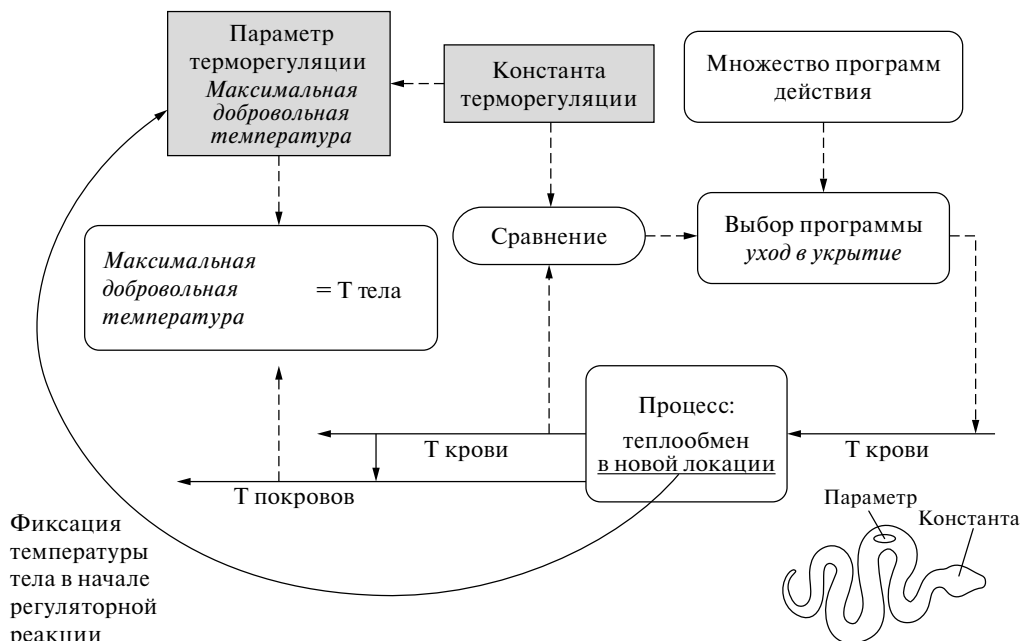 Параметр
терморегуляции
Максимальная
добровольная
температура
Константа
терморегуляции
Множество программ
действия
Максимальная
добровольная
температура
= Т тела
Сравнение
Выбор программы
уход в укрытие
Процесс:
теплообмен
в новой локации
Т крови
Т крови
Т покровов
Фиксация
температуры
тела в начале
регуляторной
реакции
Параметр
Константа